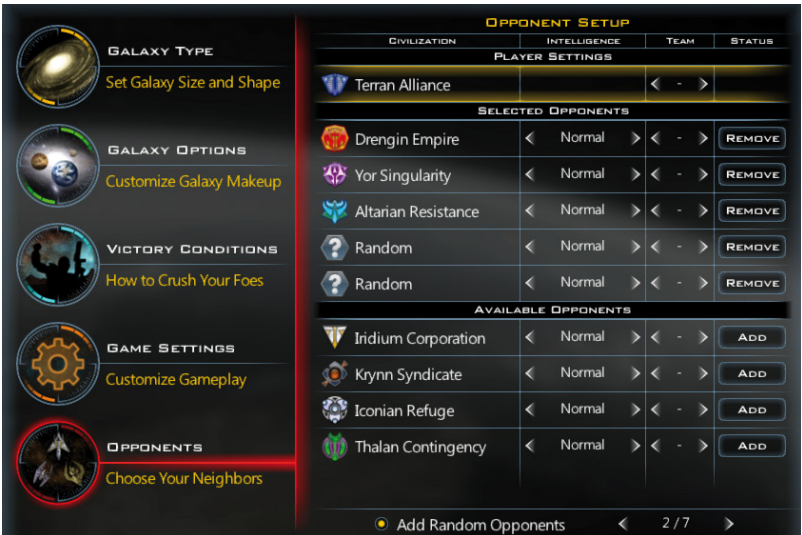 GALAXY TYPE
Set Galaxy Size and Shape
GALAXY OPTIONS
Customize Galaxy Makeup
VICTORY CONDITIONS
How to Crush Your Foes
GAME SETTINGS
Customize Gameplay
OPPONENTS
Choose Your Neighbors
OPPONENT SETUP
CIVILIZATION INTELLIGENCE TEAM STATUS
PLAYER SETTINGS
Terran Alliance -
SELECTED OPPONENTS
Drengin Empire Normal - REMOVE
Yor Singularity Normal - REMOVE
Altarian Resistance Normal - REMOVE
? Random Normal - REMOVE
? Random Normal - REMOVE
AVAILABLE OPPONENTS
Iridium Corporation Normal - ADD
Krynn Syndicate Normal - ADD
Iconian Refuge Normal - ADD
Thalan Contingency Normal - ADD
Add Random Opponents 2/7